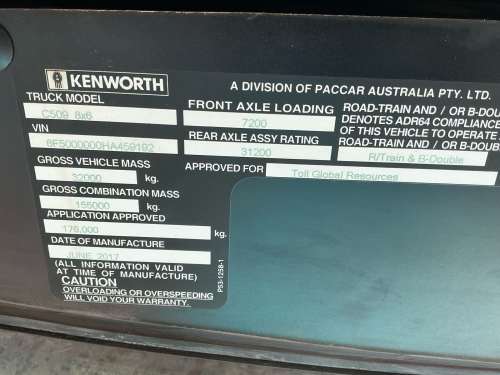 KENWORTH
A DIVISION OF PACCAR AUSTRALIA PTY. LTD.
TRUCK MODEL
C509 8x6
VIN
6F5000000HA459192
GROSS VEHICLE MASS
32000 kg.
GROSS COMBINATION MASS
155000 kg.
APPLICATION APPROVED
170,000 kg.
DATE OF MANUFACTURE
JUNE 2017
(ALL INFORMATION VALID
AT TIME OF MANUFACTURE)
CAUTION
OVERLOADING OR OVERSPEEDING
WILL VOID YOUR WARRANTY.
FRONT AXLE LOADING
7200
REAR AXLE ASSY RATING
31200
APPROVED FOR
Toll Global Resources
ROAD-TRAIN AND / OR B-DOU
DENOTES ADR64 COMPLIANCE
OF THIS VEHICLE TO OPERATE
ROAD-TRAIN AND / OR B-DOUB
R/Train & B-Double
P53-1258-1